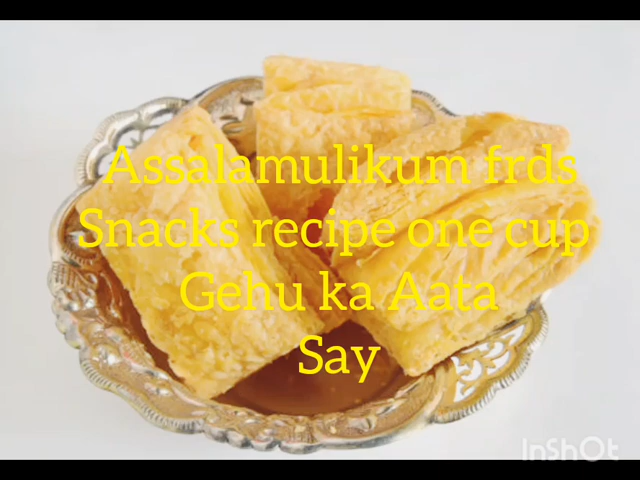 Assalamulikum frds
Snacks recipe one cup
Gehu ka Aata
Say
InShOt